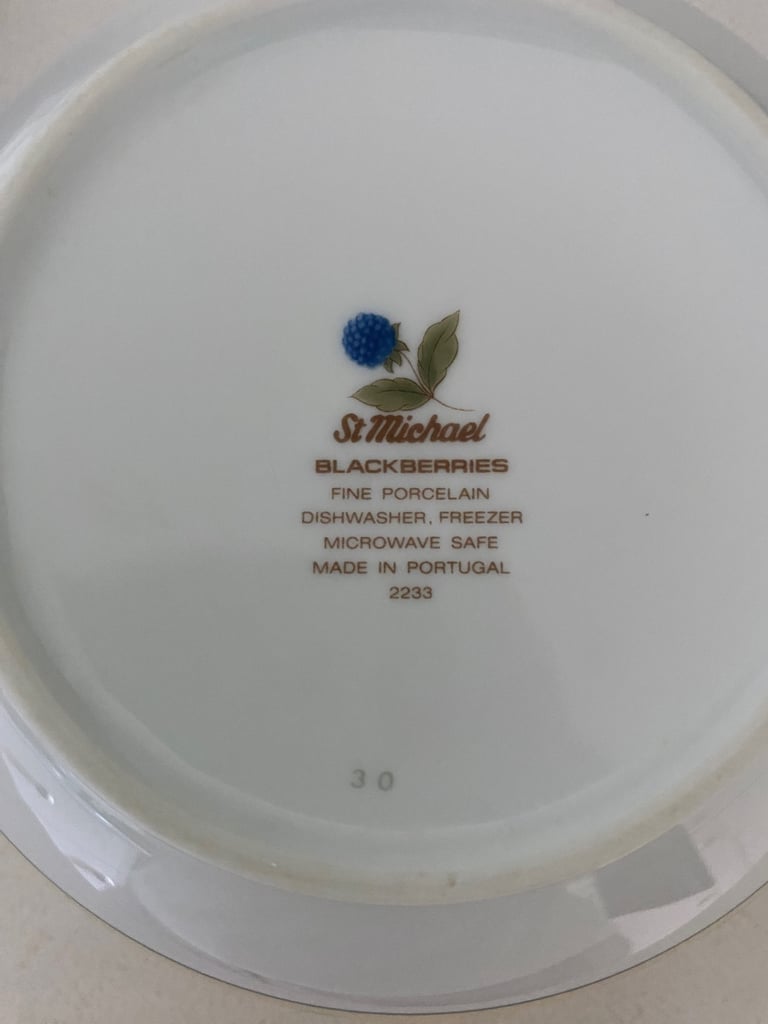 St Michael
BLACKBERRIES
FINE PORCELAIN
DISHWASHER, FREEZER
MICROWAVE SAFE
MADE IN PORTUGAL
2233
30